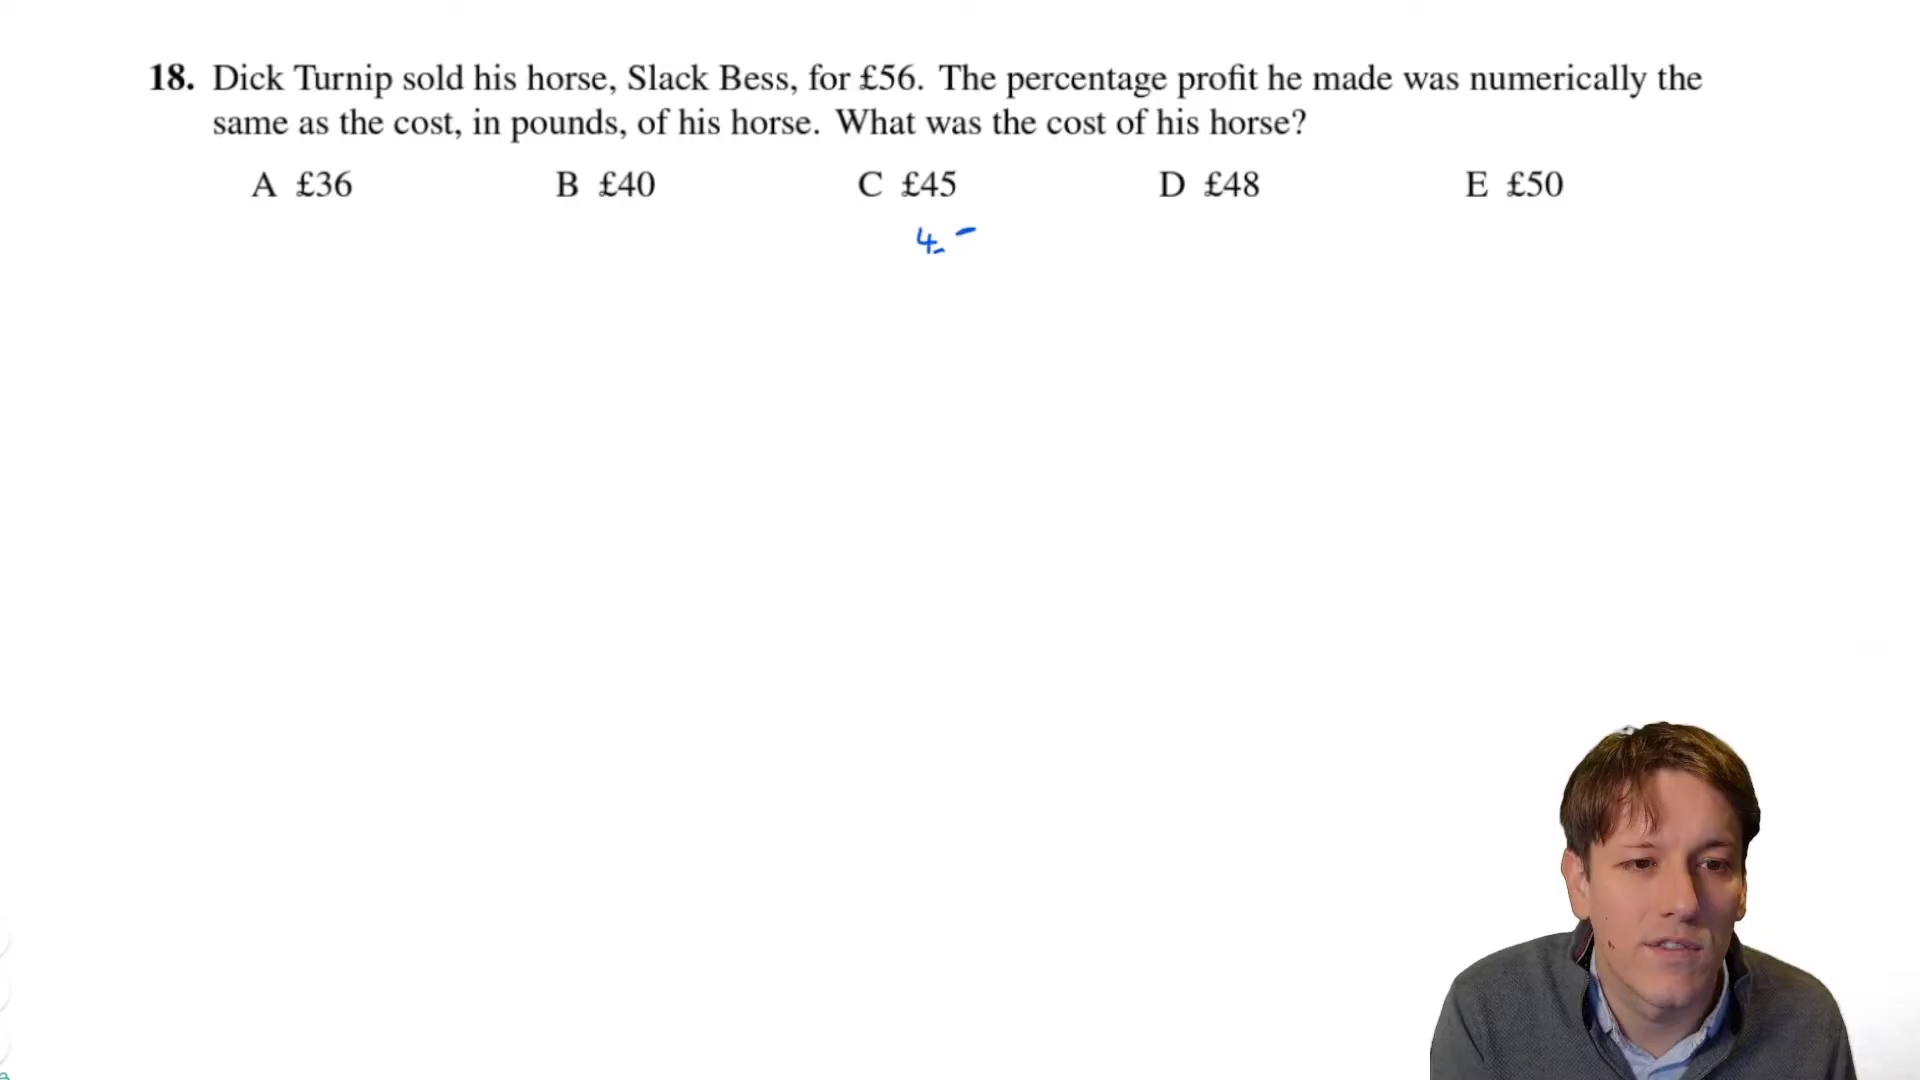 18. Dick Turnip sold his horse, Slack Bess, for £56. The percentage profit he made was numerically the
same as the cost, in pounds, of his horse. What was the cost of his horse?
A £36 B £40 C £45 D £48 E £50
4